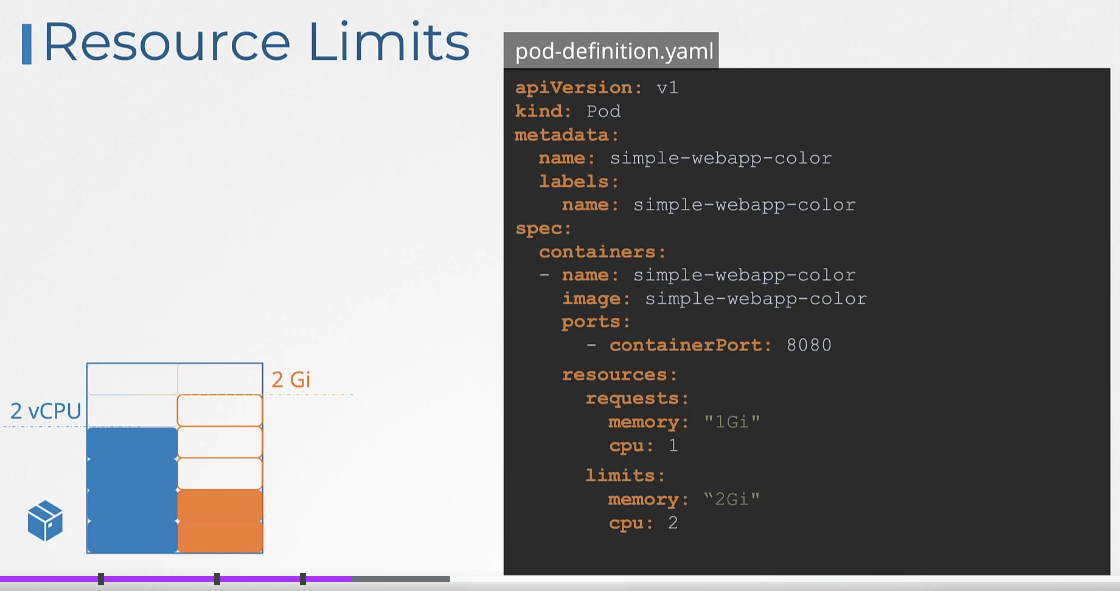 Resource Limits
pod-definition.yaml
apiVersion: v1
kind: Pod
metadata:
  name: simple-webapp-color
  labels:
    name: simple-webapp-color
spec:
  containers:
  - name: simple-webapp-color
    image: simple-webapp-color
    ports:
      - containerPort: 8080
    resources:
      requests:
        memory: "1Gi"
        cpu: 1
      limits:
        memory: “2Gi"
        cpu: 2
2 Gi
2 vCPU